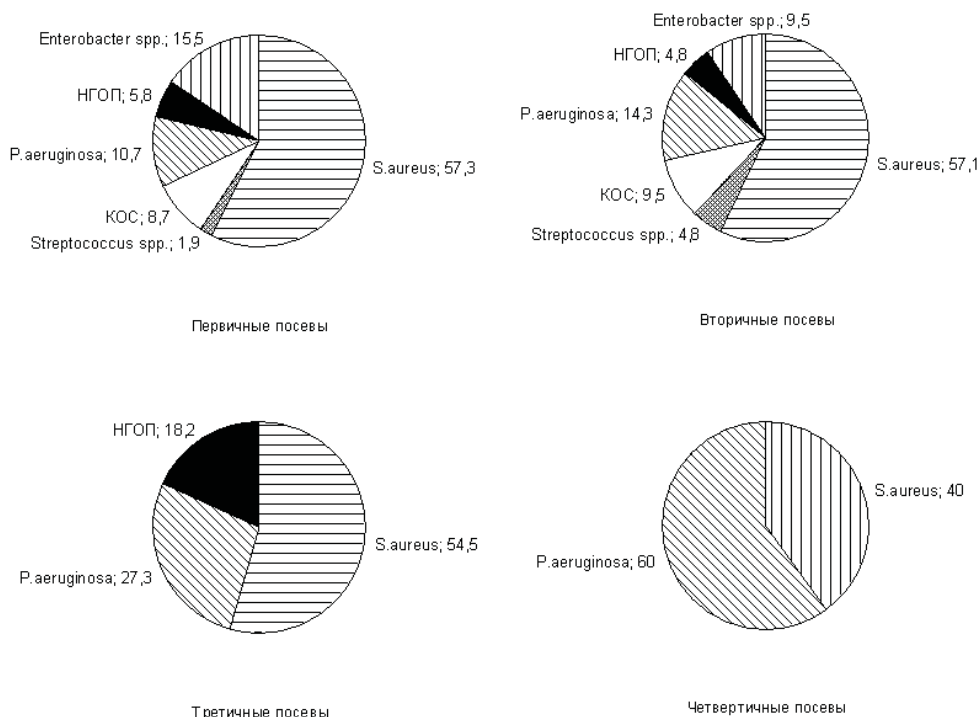 Enterobacter spp.; 15,5
НГОП; 5,8
P.aeruginosa; 10,7
КОС; 8,7
Streptococcus spp.; 1,9
S.aureus; 57,3
Первичные посевы
Enterobacter spp.; 9,5
НГОП; 4,8
P.aeruginosa; 14,3
КОС; 9,5
Streptococcus spp.; 4,8
S.aureus; 57,1
Вторичные посевы
НГОП; 18,2
P.aeruginosa; 27,3
S.aureus; 54,5
Третичные посевы
S.aureus; 40
P.aeruginosa; 60
Четвертичные посевы